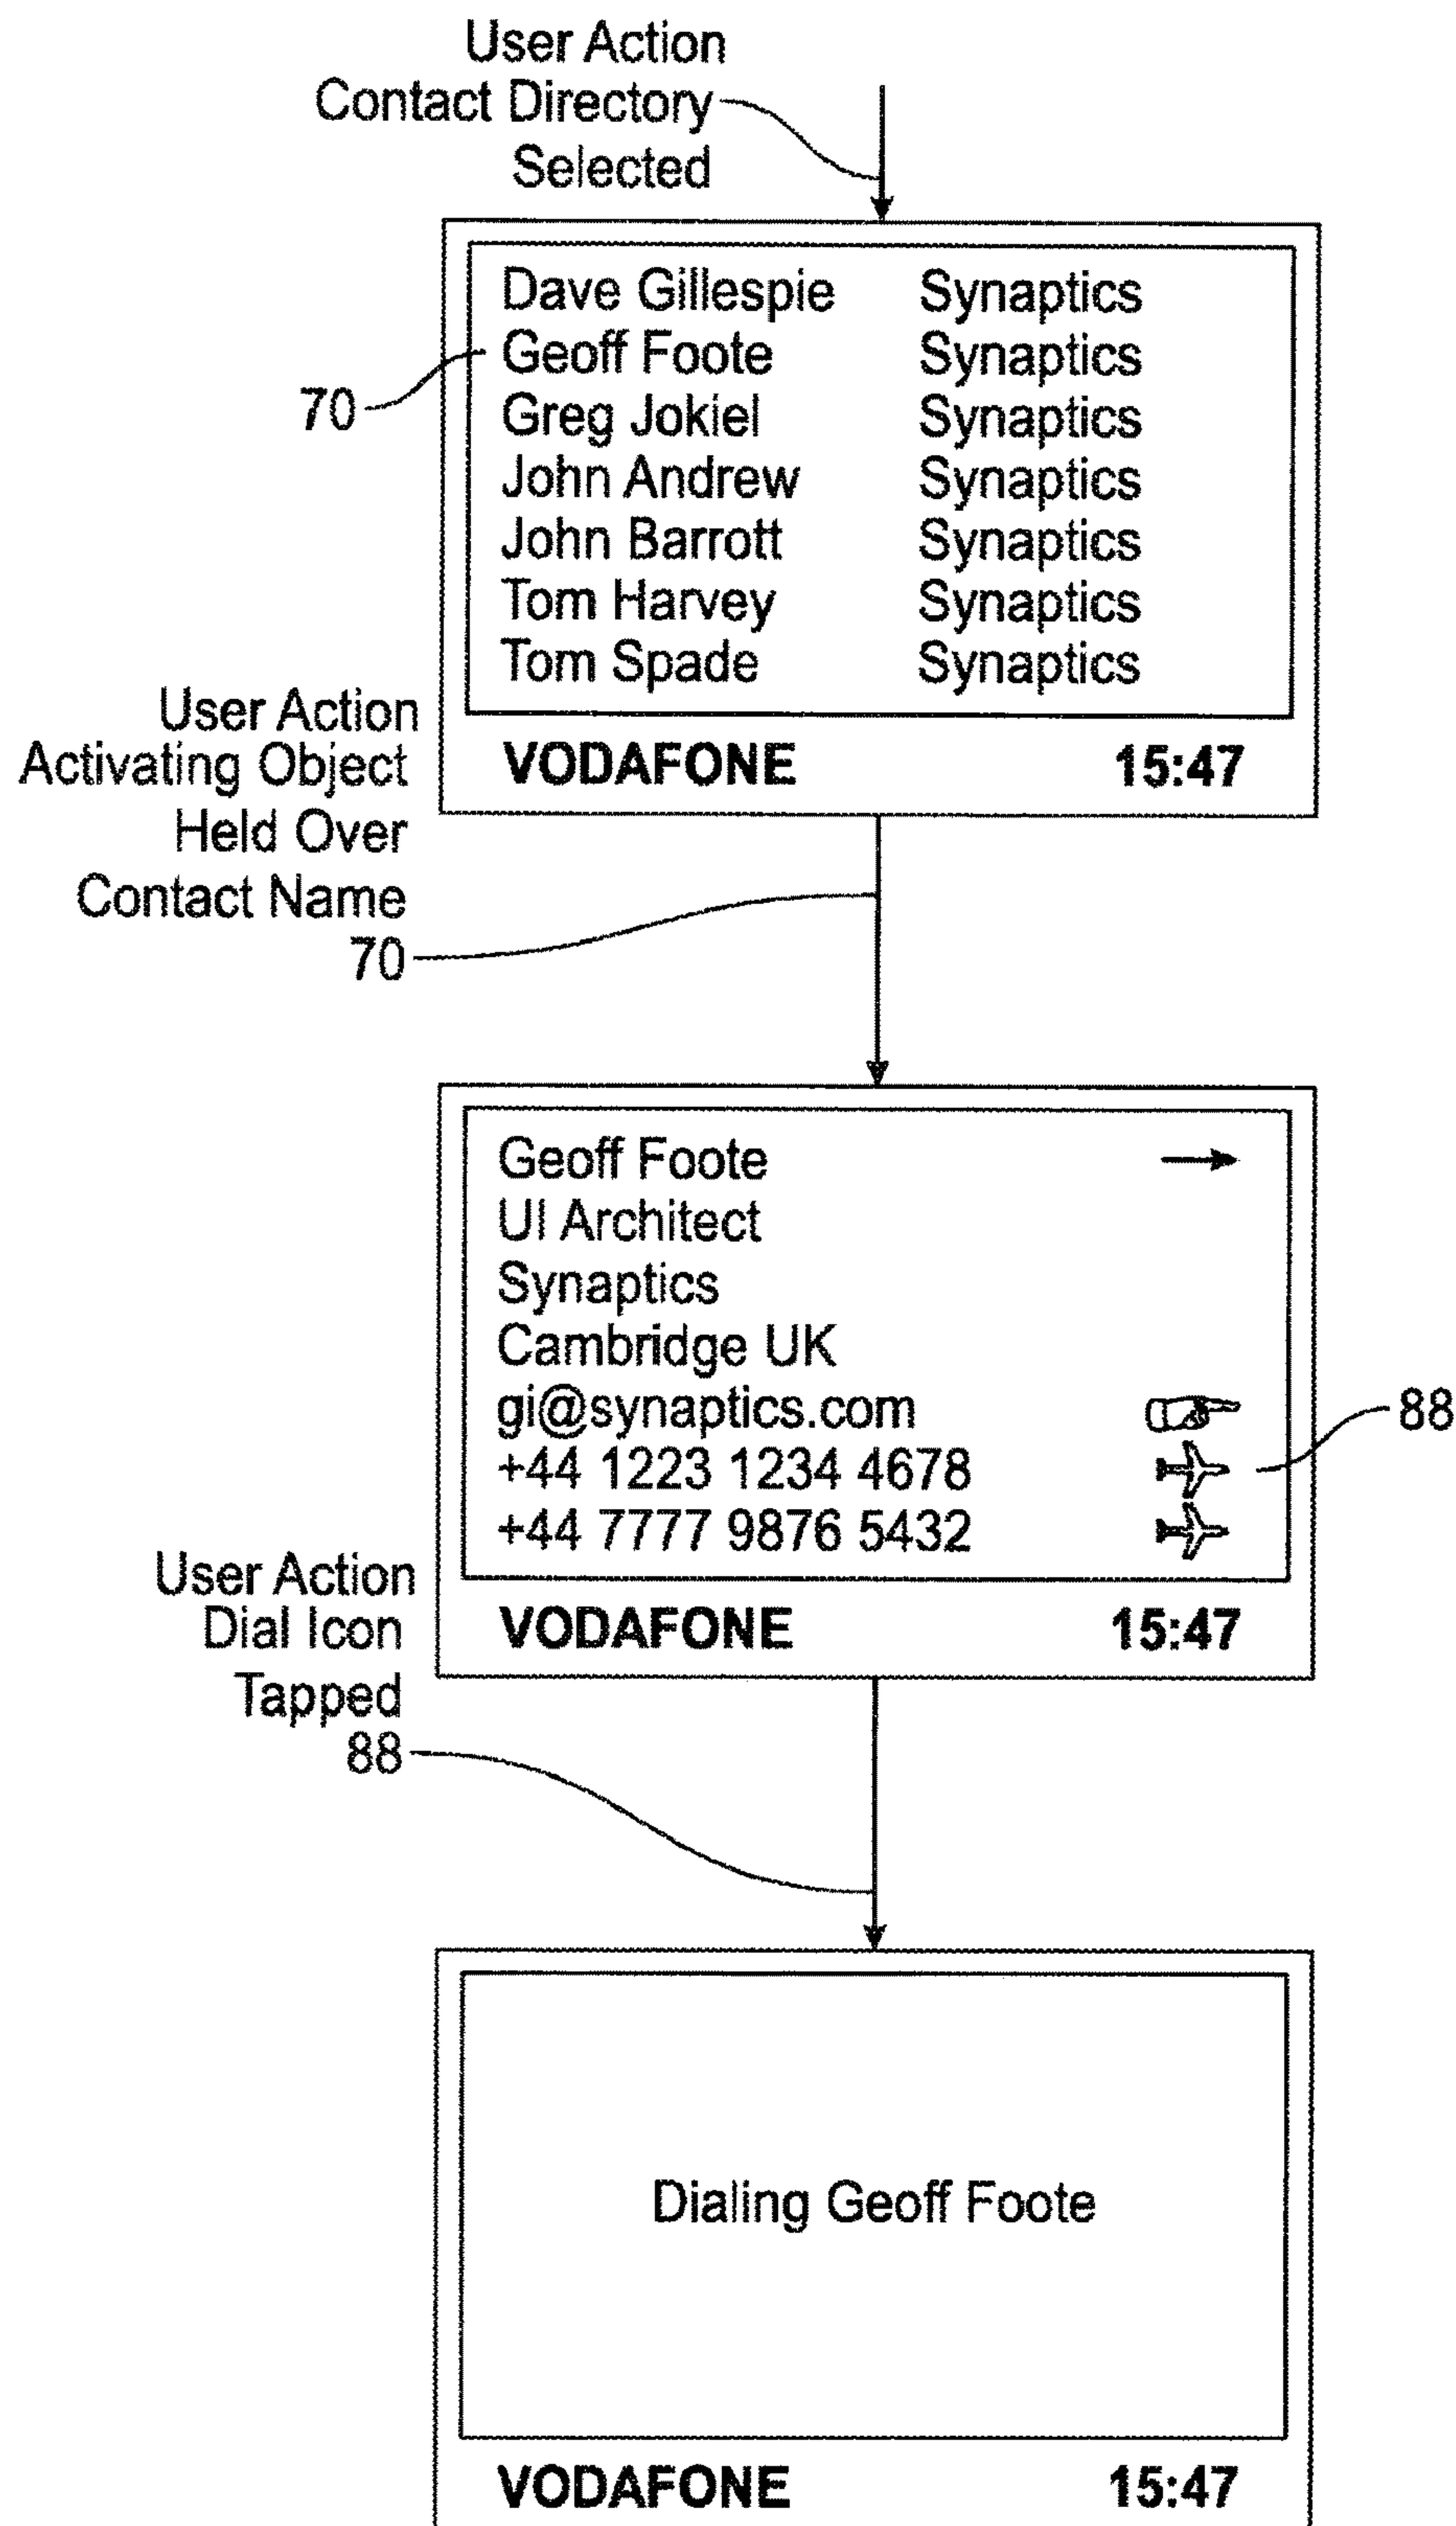 User Action
Contact Directory
Selected
Dave Gillespie Synaptics
Geoff Foote Synaptics
70
Greg Jokiel Synaptics
John Andrew Synaptics
John Barrott Synaptics
Tom Harvey Synaptics
Tom Spade Synaptics
VODAFONE 15:47
User Action
Activating Object
Held Over
Contact Name
70
Geoff Foote
UI Architect
Synaptics
Cambridge UK
gi@synaptics.com
88
+44 1223 1234 4678
+44 7777 9876 5432
VODAFONE 15:47
User Action
Dial Icon
Tapped
88
Dialing Geoff Foote
VODAFONE 15:47